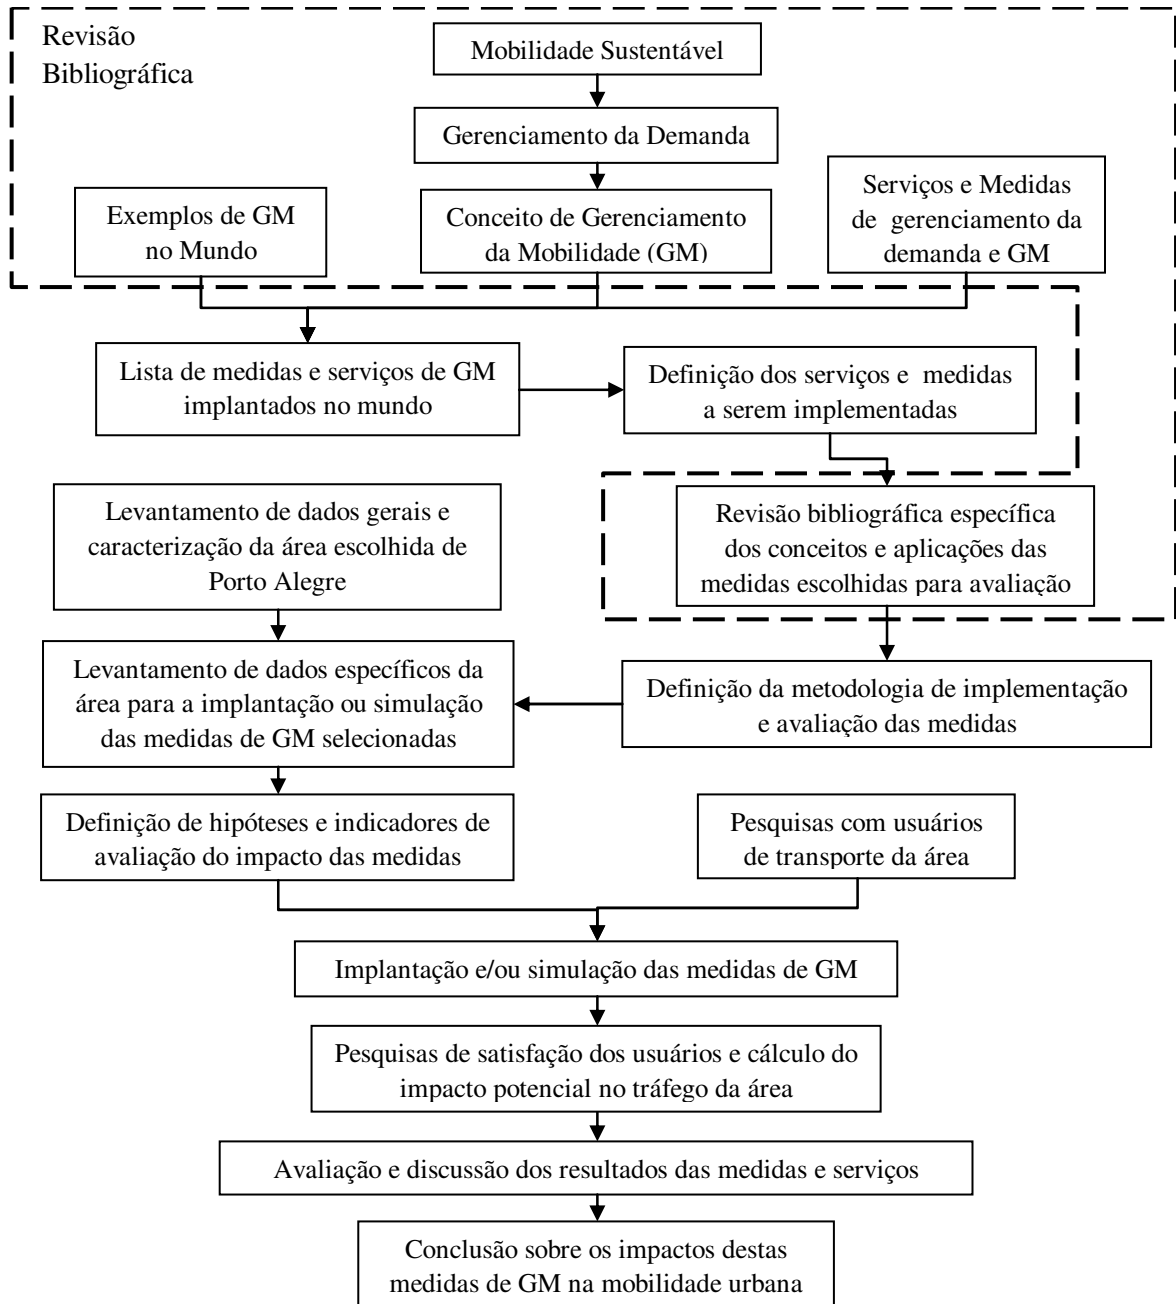 Revisão
Bibliográfica
Mobilidade Sustentável
Gerenciamento da Demanda
Exemplos de GM
no Mundo
Conceito de Gerenciamento
da Mobilidade (GM)
Serviços e Medidas
de gerenciamento da
demanda e GM
Lista de medidas e serviços de GM
implantados no mundo
Definição dos serviços e medidas
a serem implementadas
Levantamento de dados gerais e
caracterização da área escolhida de
Porto Alegre
Revisão bibliográfica específica
dos conceitos e aplicações das
medidas escolhidas para avaliação
Levantamento de dados específicos da
área para a implantação ou simulação
das medidas de GM selecionadas
Definição da metodologia de implementação
e avaliação das medidas
Definição de hipóteses e indicadores de
avaliação do impacto das medidas
Pesquisas com usuários
de transporte da área
Implantação e/ou simulação das medidas de GM
Pesquisas de satisfação dos usuários e cálculo do
impacto potencial no tráfego da área
Avaliação e discussão dos resultados das medidas e serviços
Conclusão sobre os impactos destas
medidas de GM na mobilidade urbana